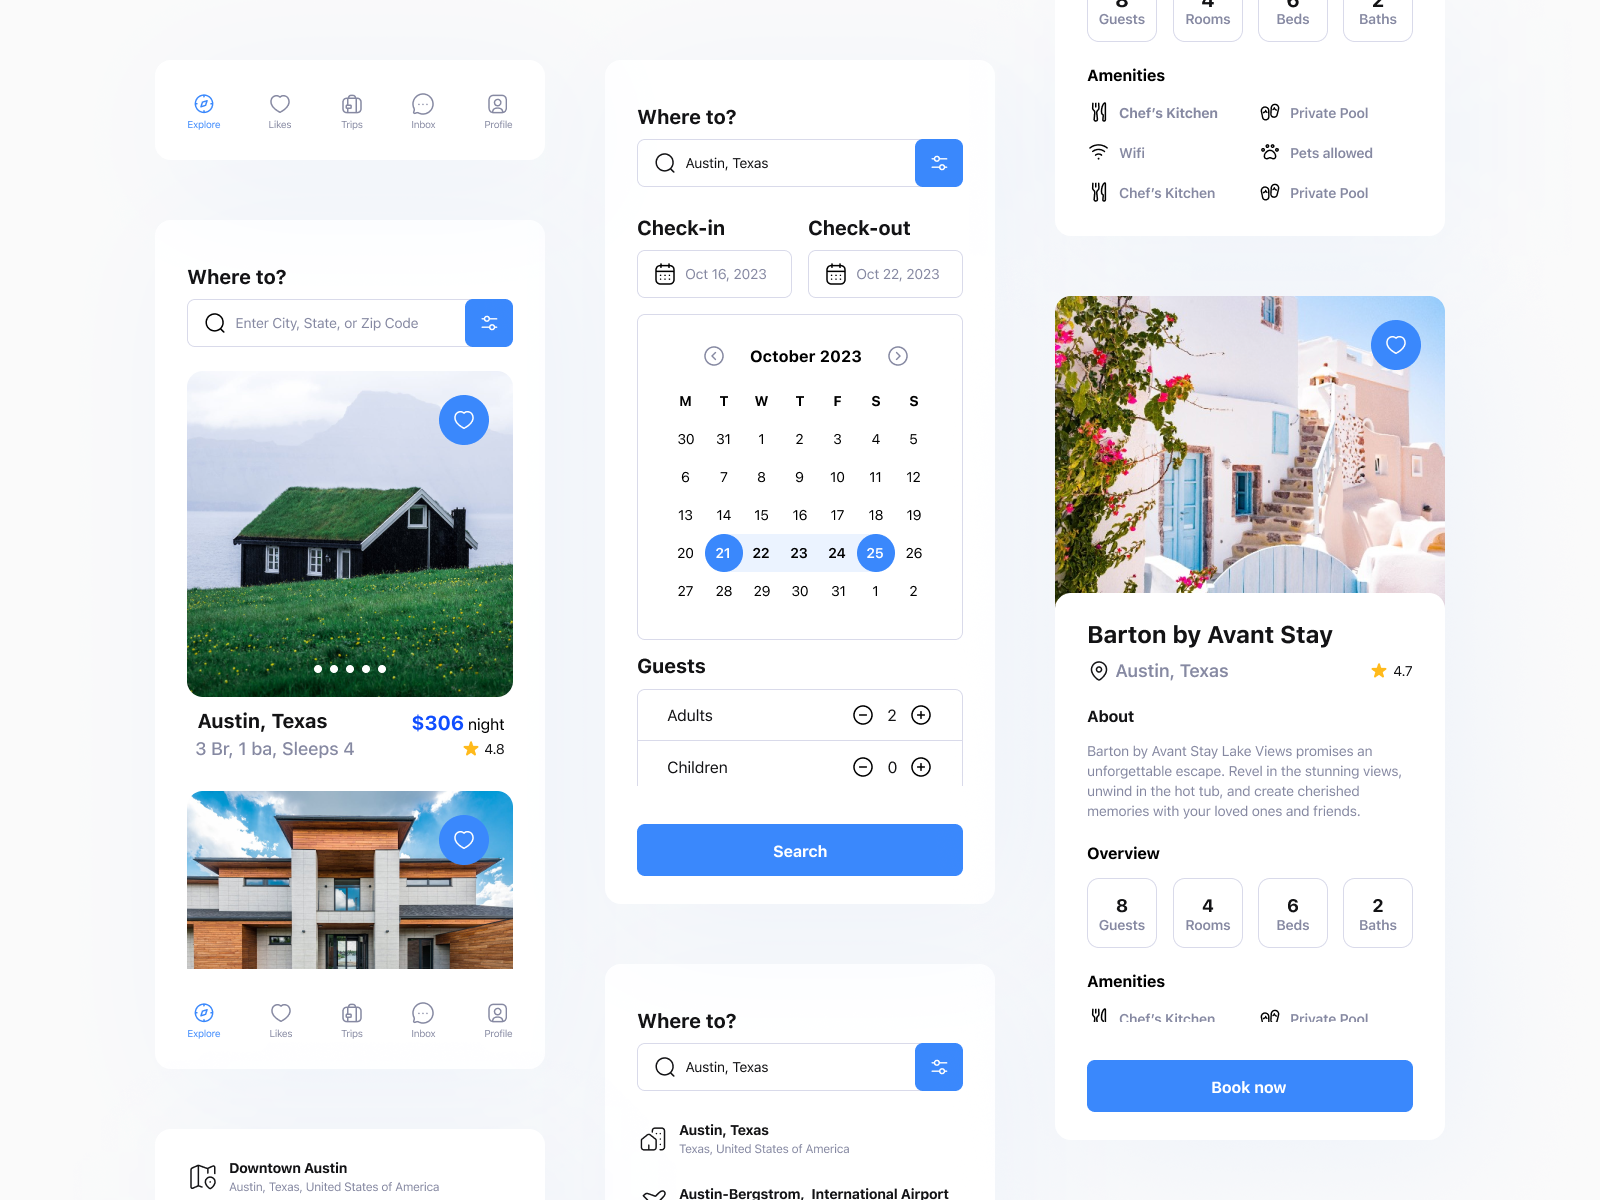 Explore Likes Trips Inbox Profile
Where to?
Enter City, State, or Zip Code
Austin, Texas
$306 night
3 Br, 1 ba, Sleeps 4
4.8
Explore Likes Trips Inbox Profile
Downtown Austin
Austin, Texas, United States of America
Where to?
Austin, Texas
Check-in Check-out
Oct 16, 2023 Oct 22, 2023
October 2023
M T W T F S S
30 31 1 2 3 4 5
6 7 8 9 10 11 12
13 14 15 16 17 18 19
20 21 22 23 24 25 26
27 28 29 30 31 1 2
Guests
Adults 2
Children 0
Search
Where to?
Austin, Texas
Austin, Texas
Texas, United States of America
Austin-Bergstrom, International Airport
8 4 6 2
Guests Rooms Beds Baths
Amenities
Chef's Kitchen Private Pool
Wifi Pets allowed
Chef's Kitchen Private Pool
Barton by Avant Stay
Austin, Texas 4.7
About
Barton by Avant Stay Lake Views promises an
unforgettable escape. Revel in the stunning views,
unwind in the hot tub, and create cherished
memories with your loved ones and friends.
Overview
8 4 6 2
Guests Rooms Beds Baths
Amenities
Chef's Kitchen Private Pool
Book now